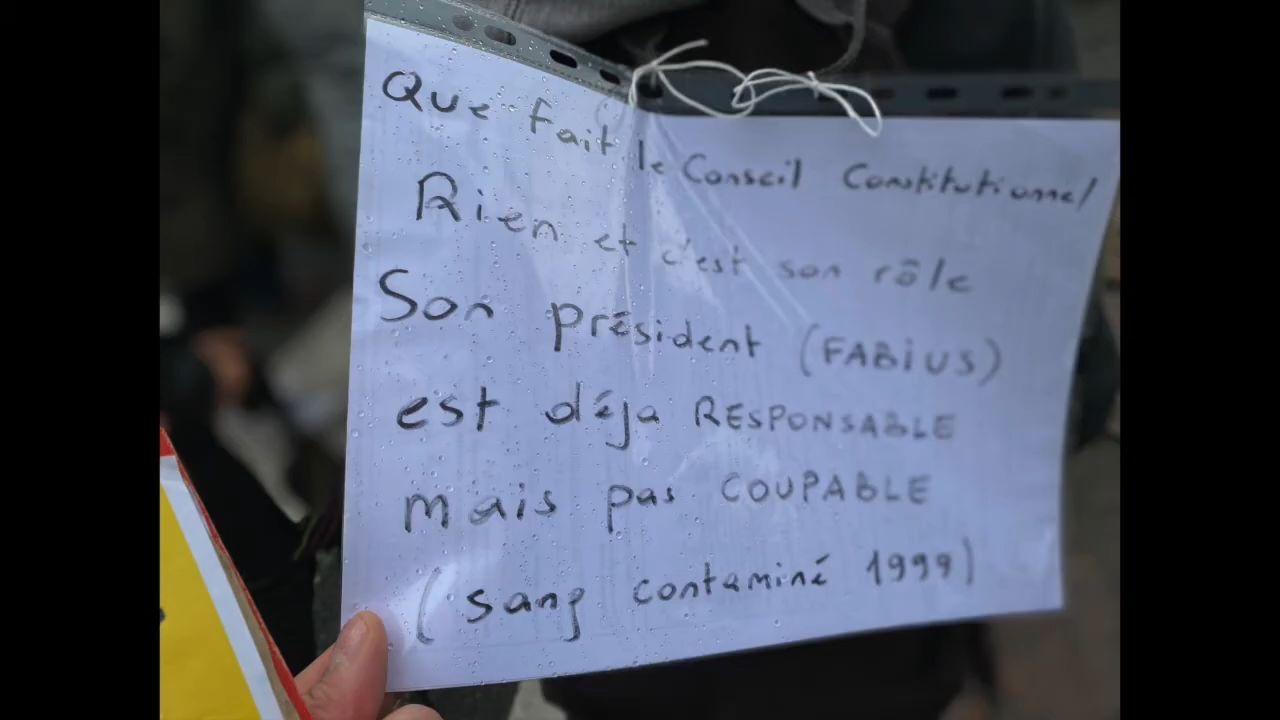 Que fait le Conseil Constitutionnel
Rien et c'est son rôle
Son président (FABiUS)
est déja RESPONSABLE
mais pas COUPABLE
(sang contaminé 1999)